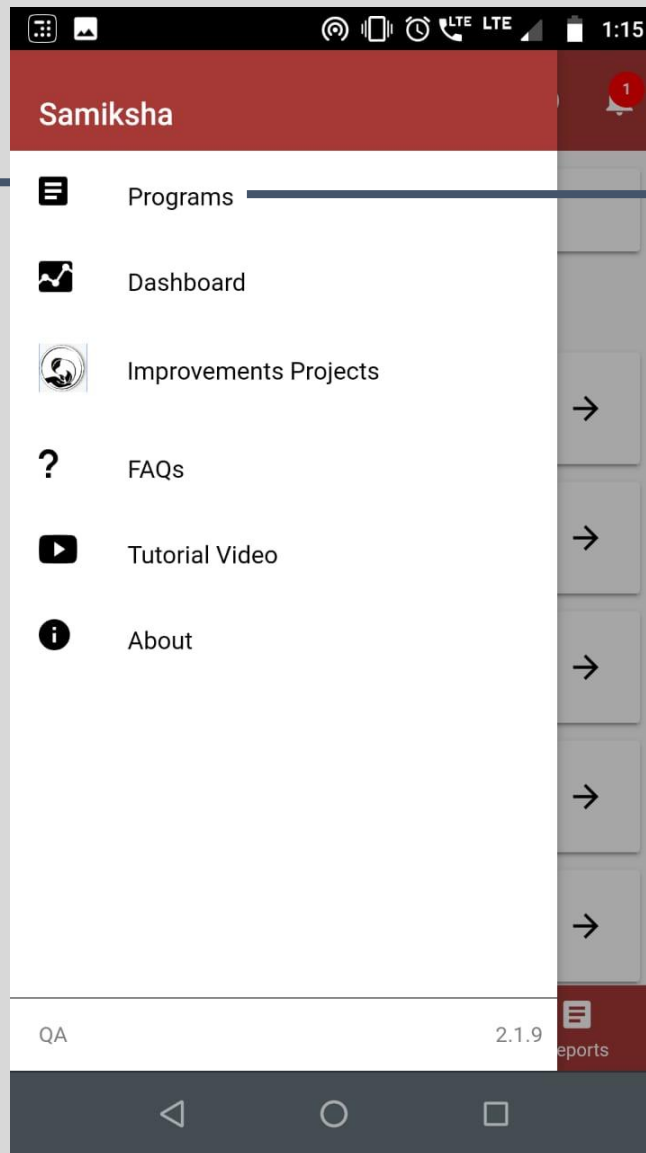 LTE LTE 1:15
1
Samiksha
Programs
Dashboard
Improvements Projects
? FAQs
Tutorial Video
About
QA 2.1.9
eports